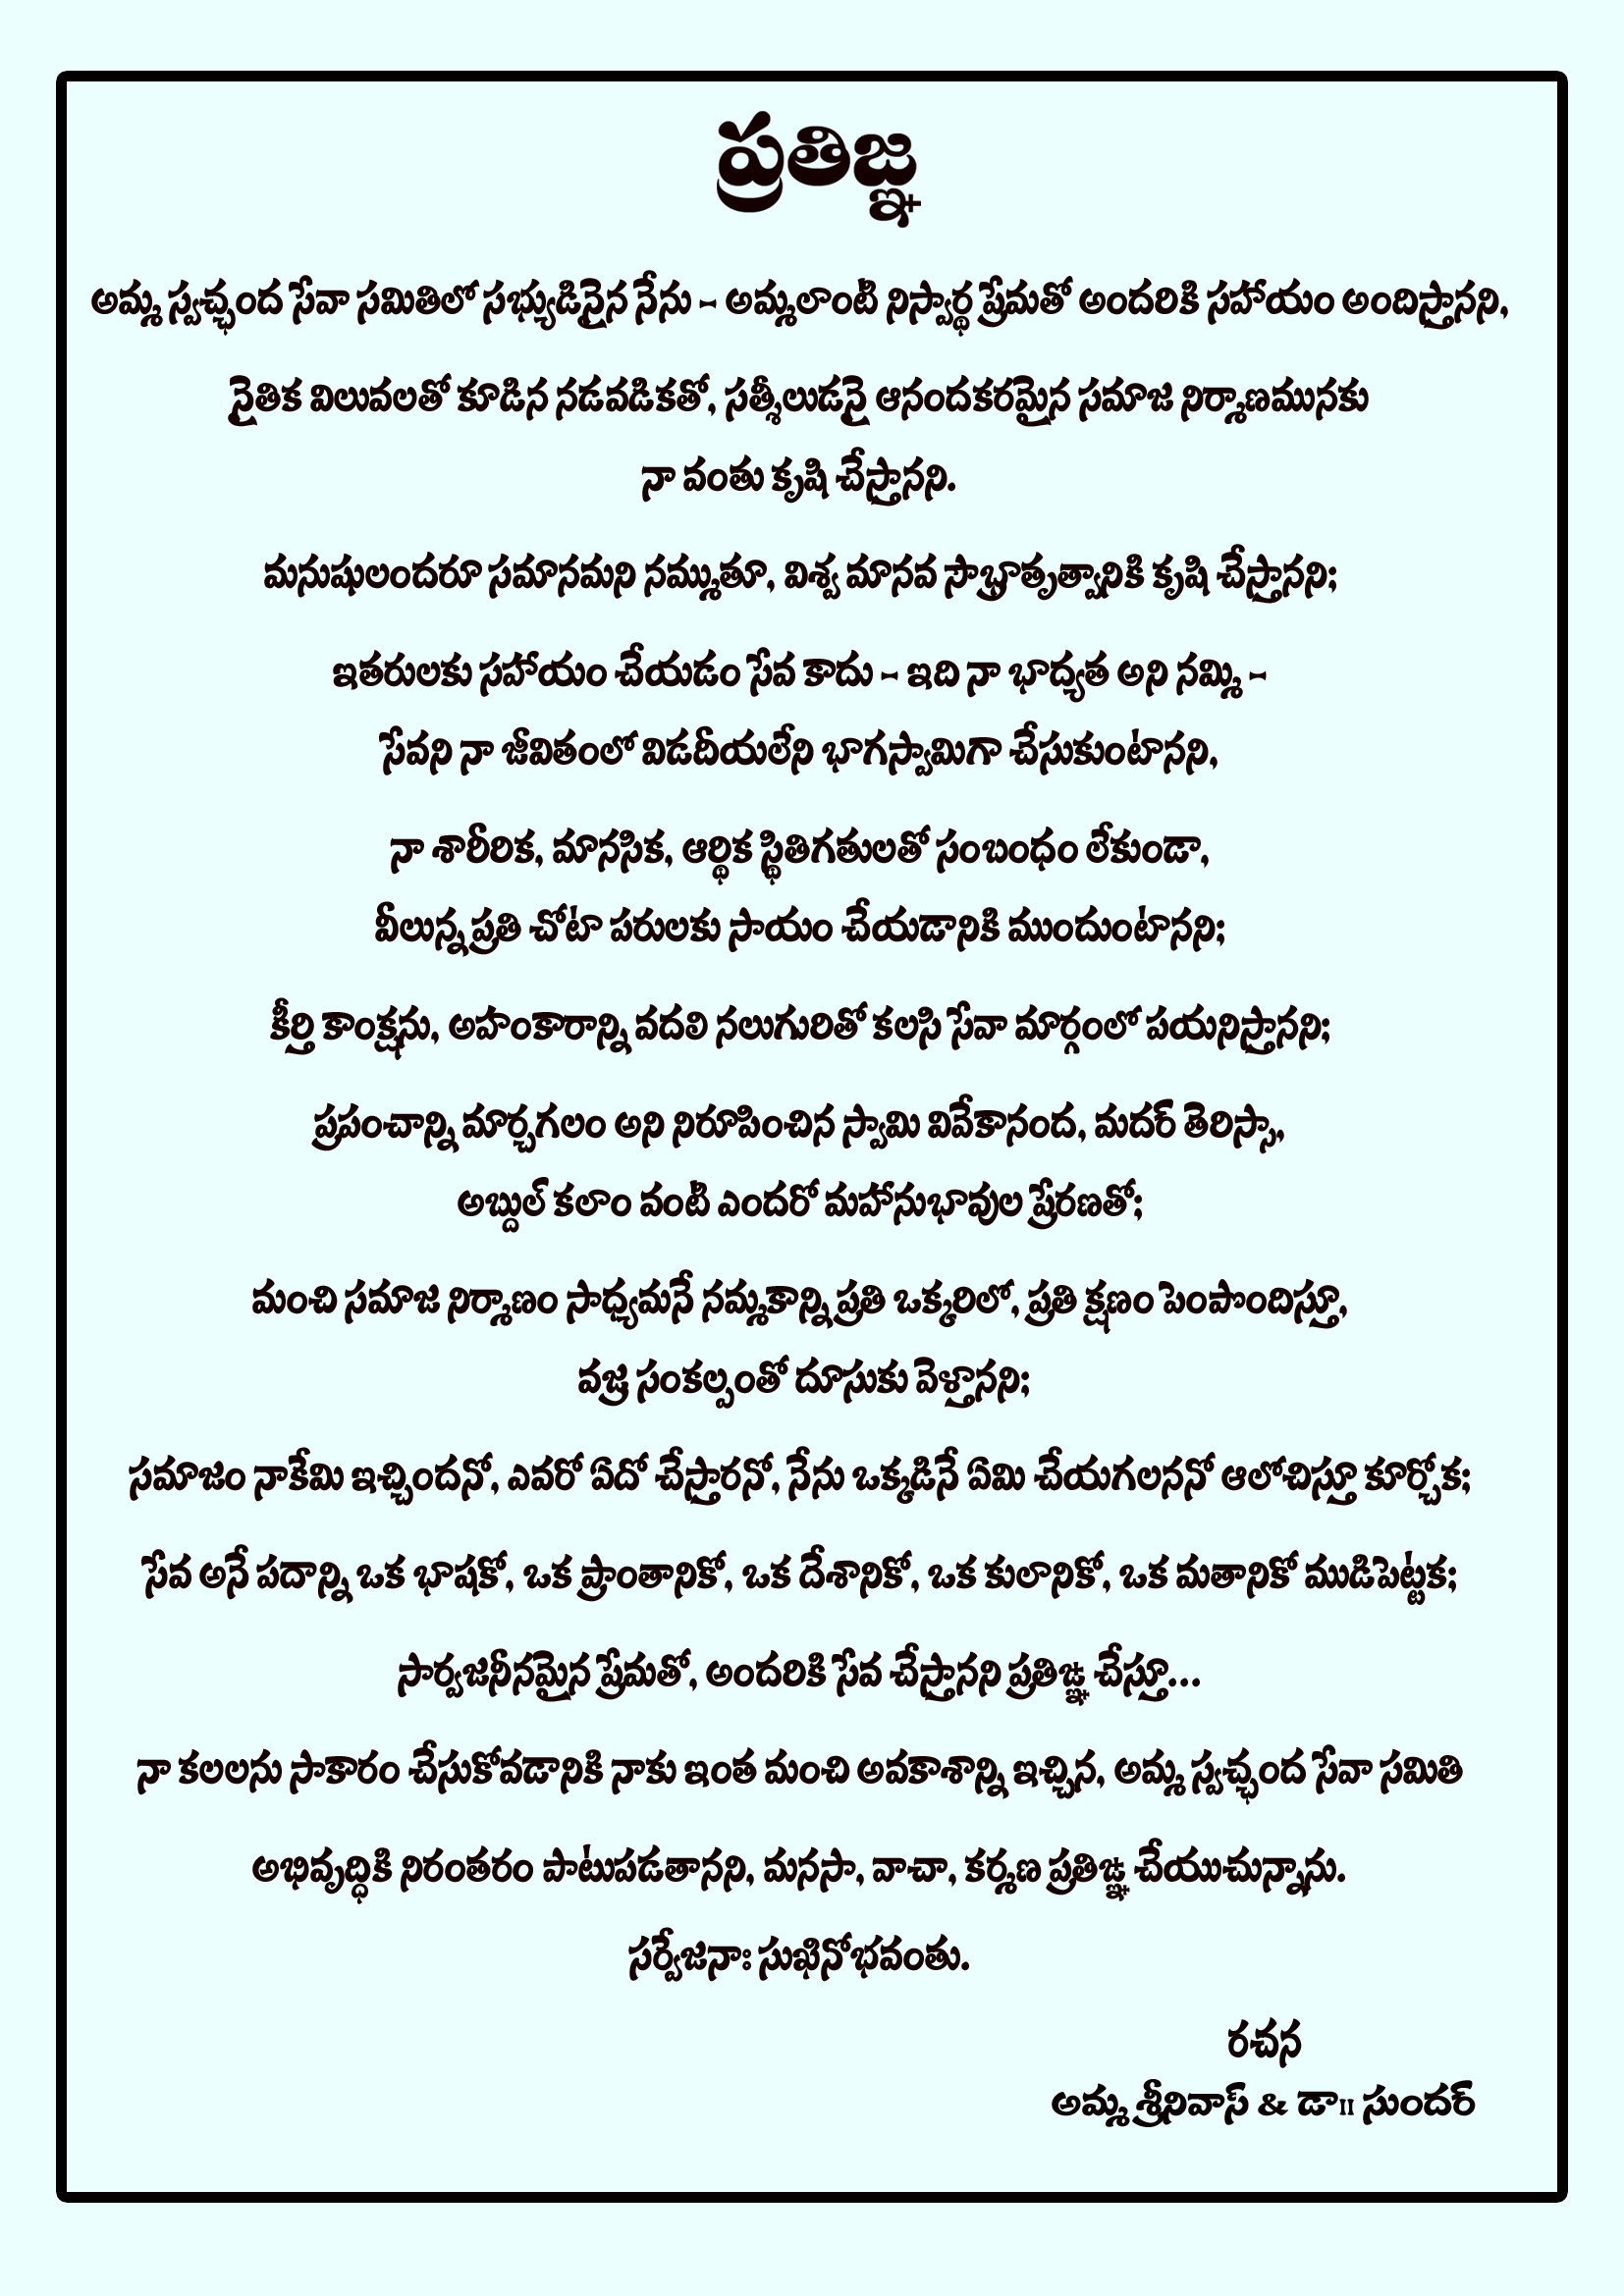 ప్రతిజ్ఞ
అమ్మ స్వచ్ఛంద సేవా సమితిలో సభ్యుడినైన నేను - అమ్మలాంటి నిస్వార్థ ప్రేమతో అందరికి సహాయం అందిస్తానని,
నైతిక విలువలతో కూడిన నడవడికతో, సత్శీలుడనై ఆనందకరమైన సమాజ నిర్మాణమునకు
నా వంతు కృషి చేస్తానని.
మనుషులందరూ సమానమని నమ్ముతూ, విశ్వ మానవ సౌభ్రాతృత్వానికి కృషి చేస్తానని;
ఇతరులకు సహాయం చేయడం సేవ కాదు - ఇది నా భాద్యత అని నమ్మి -
సేవని నా జీవితంలో విడదీయలేని భాగస్వామిగా చేసుకుంటానని,
నా శారీరిక, మానసిక, ఆర్థిక స్థితిగతులతో సంబంధం లేకుండా,
వీలున్న ప్రతి చోటా పరులకు సాయం చేయడానికి ముందుంటానని;
కీర్తి కాంక్షను, అహంకారాన్ని వదలి నలుగురితో కలసి సేవా మార్గంలో పయనిస్తానని;
ప్రపంచాన్ని మార్చగలం అని నిరూపించిన స్వామి వివేకానంద, మదర్ తెరిస్సా,
అబ్దుల్ కలాం వంటి ఎందరో మహానుభావుల ప్రేరణతో;
మంచి సమాజ నిర్మాణం సాధ్యమనే నమ్మకాన్ని ప్రతి ఒక్కరిలో, ప్రతి క్షణం పెంపొందిస్తూ,
వజ్ర సంకల్పంతో దూసుకు వెళ్తానని;
సమాజం నాకేమి ఇచ్చిందనో, ఎవరో ఏదో చేస్తారనో, నేను ఒక్కడినే ఏమి చేయగలననో ఆలోచిస్తూ కూర్చోక;
సేవ అనే పదాన్ని ఒక భాషకో, ఒక ప్రాంతానికో, ఒక దేశానికో, ఒక కులానికో, ఒక మతానికో ముడిపెట్టక;
సార్వజనీనమైన ప్రేమతో, అందరికి సేవ చేస్తానని ప్రతిజ్ఞ చేస్తూ...
నా కలలను సాకారం చేసుకోవడానికి నాకు ఇంత మంచి అవకాశాన్ని ఇచ్చిన, అమ్మ స్వచ్ఛంద సేవా సమితి
అభివృద్ధికి నిరంతరం పాటుపడతానని, మనసా, వాచా, కర్మణ ప్రతిజ్ఞ చేయుచున్నాను.
సర్వేజనాః సుఖినోభవంతు.
రచన
అమ్మ శ్రీనివాస్ & డా॥ సుందర్